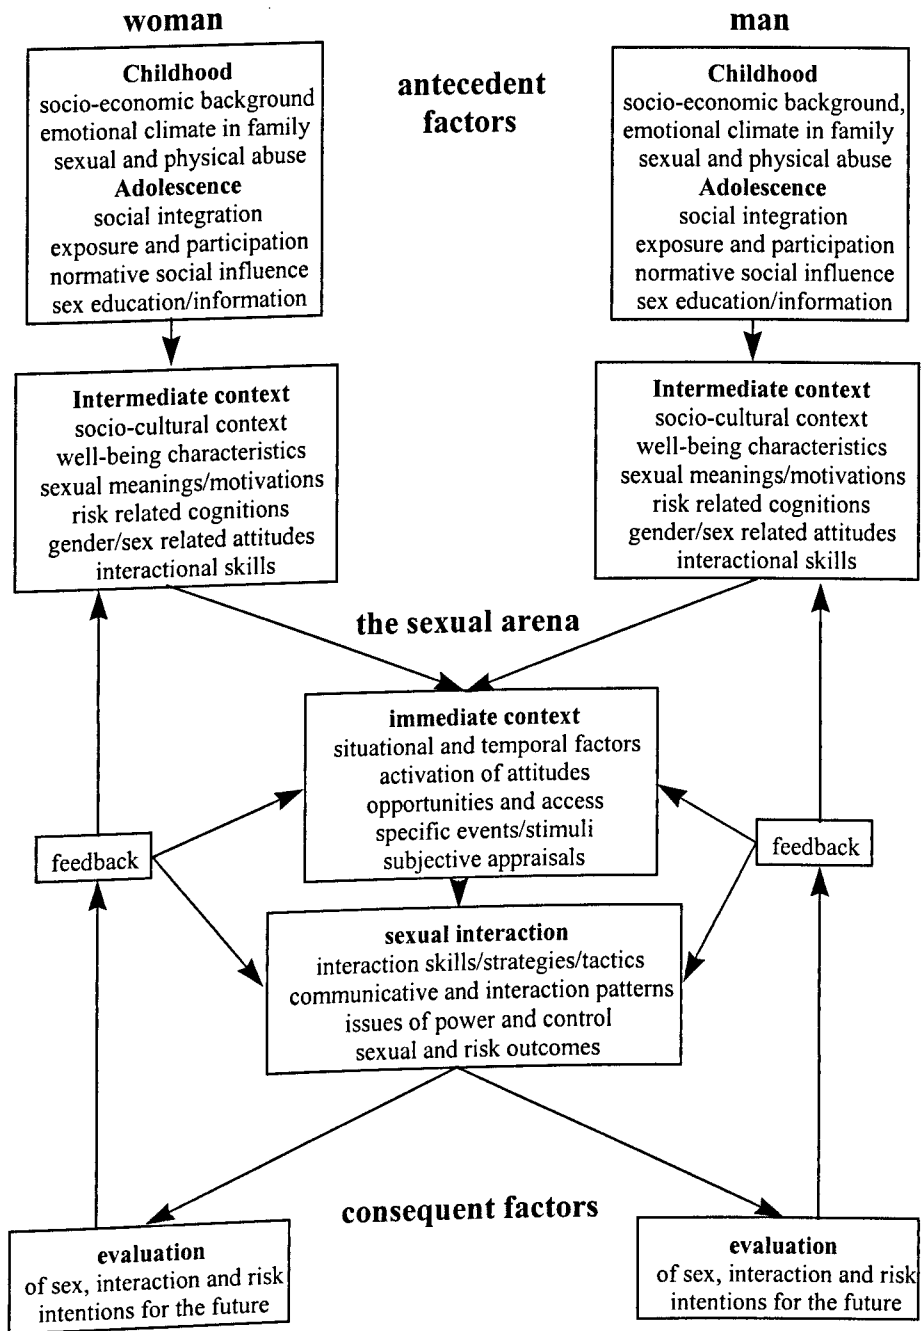 woman
Childhood
socio-economic background
emotional climate in family
sexual and physical abuse
Adolescence
social integration
exposure and participation
normative social influence
sex education/information
antecedent
factors
man
Childhood
socio-economic background,
emotional climate in family
sexual and physical abuse
Adolescence
social integration
exposure and participation
normative social influence
sex education/information
Intermediate context
socio-cultural context
well-being characteristics
sexual meanings/motivations
risk related cognitions
gender/sex related attitudes
interactional skills
Intermediate context
socio-cultural context
well-being characteristics
sexual meanings/motivations
risk related cognitions
gender/sex related attitudes
interactional skills
the sexual arena
immediate context
situational and temporal factors
activation of attitudes
opportunities and access
specific events/stimuli
subjective appraisals
feedback
feedback
sexual interaction
interaction skills/strategies/tactics
communicative and interaction patterns
issues of power and control
sexual and risk outcomes
consequent factors
evaluation
of sex, interaction and risk
intentions for the future
evaluation
of sex, interaction and risk
intentions for the future